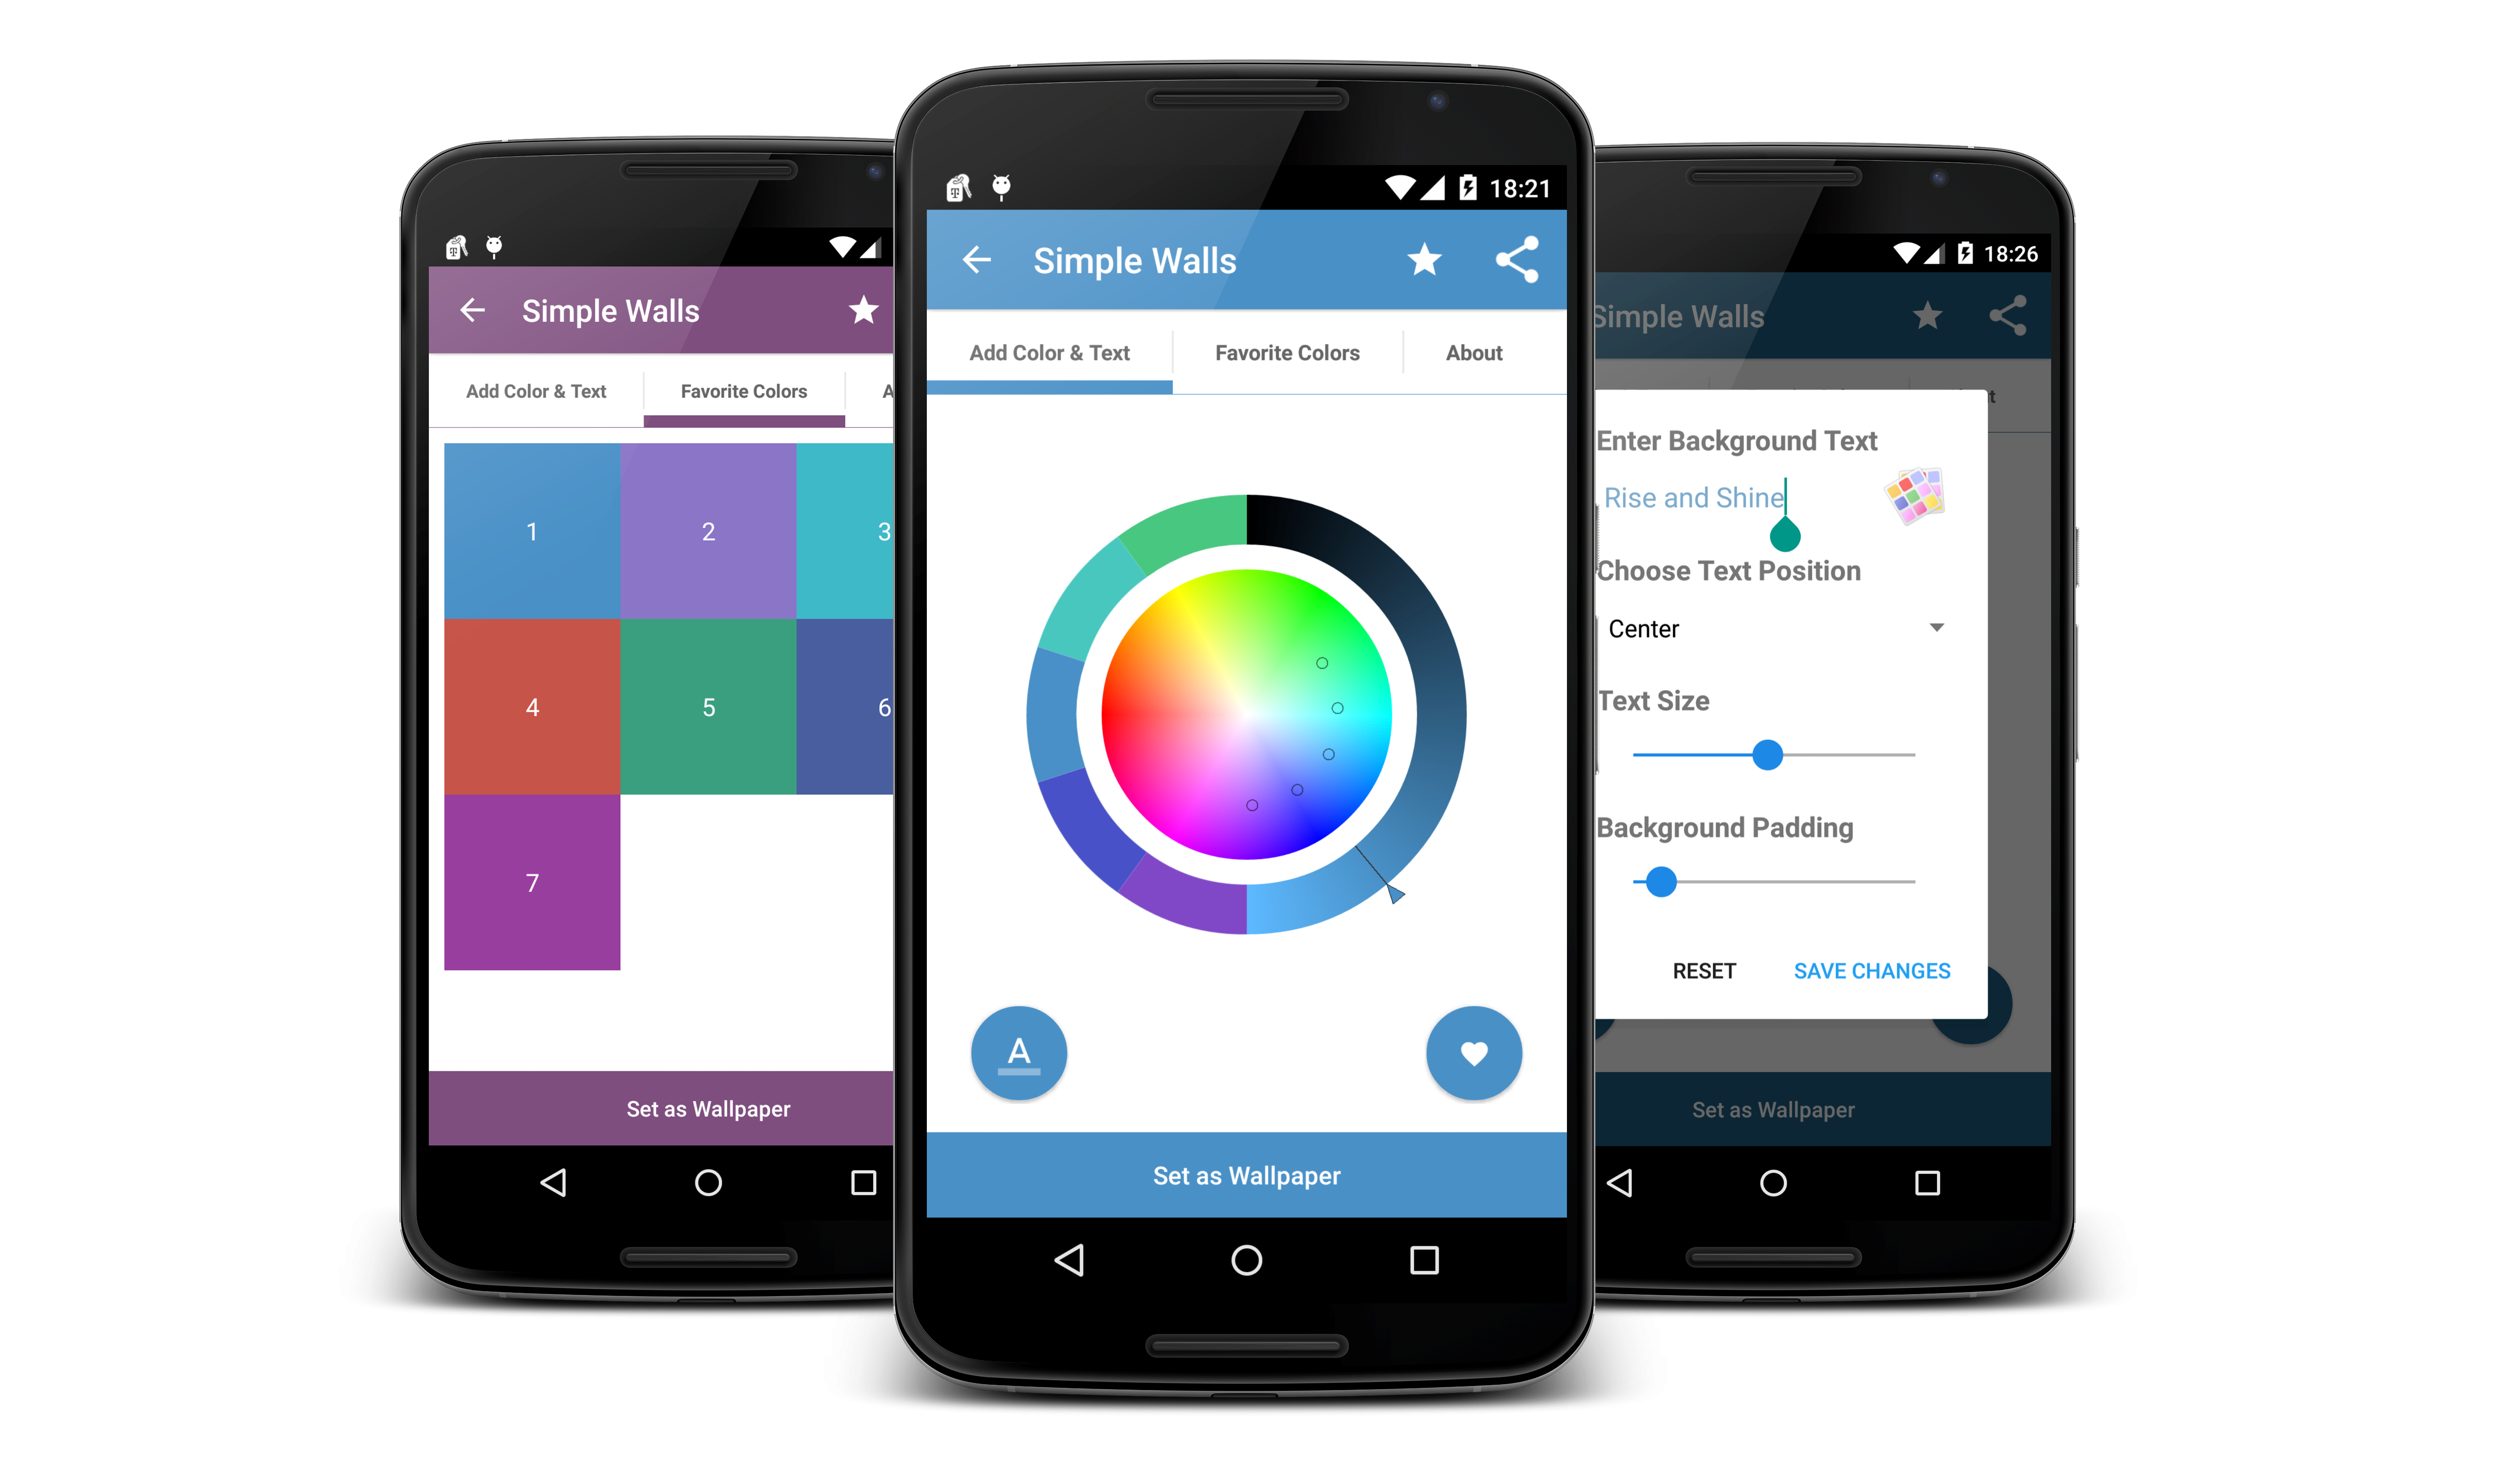 Simple Walls
Add Color & Text
Favorite Colors
A
1
2
3
4
5
6
7
Set as Wallpaper
18:21
Simple Walls
Add Color & Text
Favorite Colors
About
A
Set as Wallpaper
18:26
Simple Walls
t
Enter Background Text
Rise and Shine
Choose Text Position
Center
Text Size
Background Padding
RESET
SAVE CHANGES
Set as Wallpaper